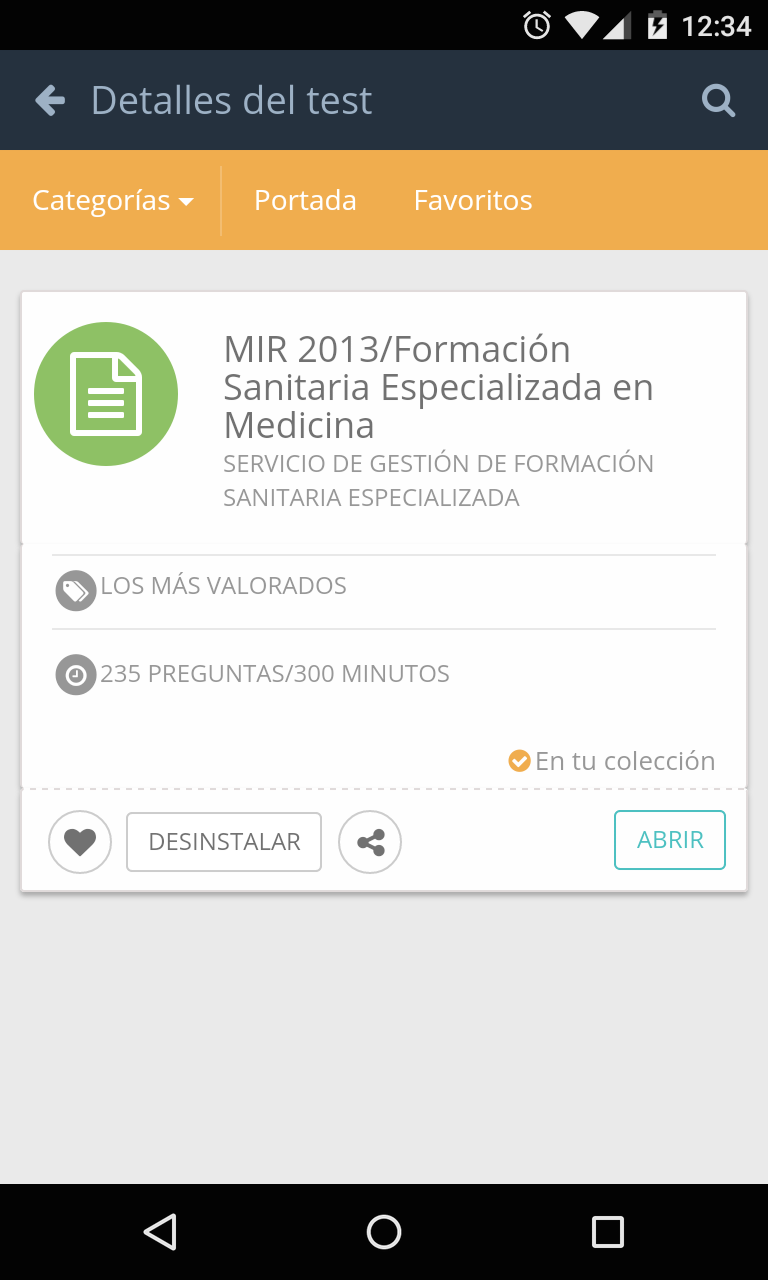 12:34
Detalles del test
Categorías Portada Favoritos
MIR 2013/Formación
Sanitaria Especializada en
Medicina
SERVICIO DE GESTIÓN DE FORMACIÓN
SANITARIA ESPECIALIZADA
LOS MÁS VALORADOS
235 PREGUNTAS/300 MINUTOS
En tu colección
DESINSTALAR ABRIR